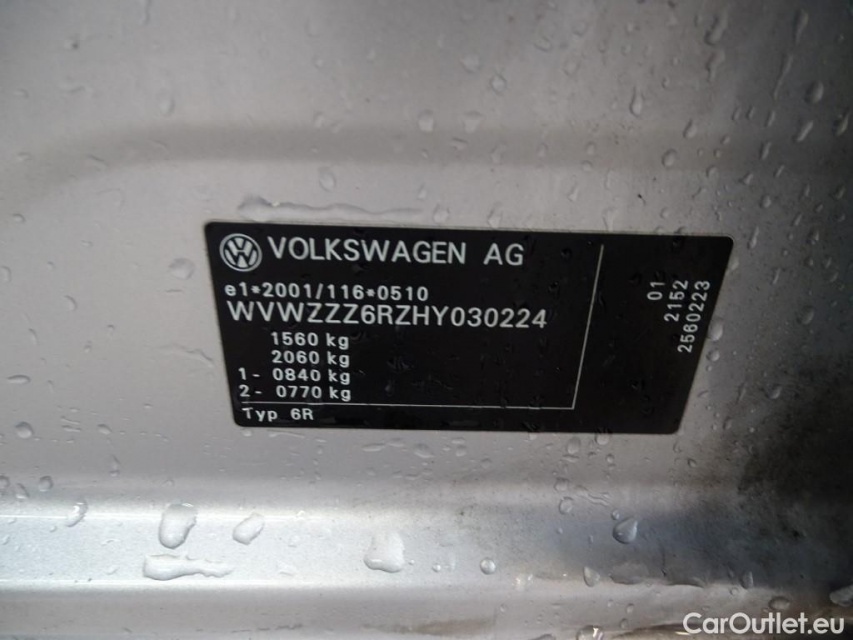 VOLKSWAGEN AG
e1*2001/116*0510
WVWZZZ6RZHY030224
1560 kg
2060 kg
1- 0840 kg
2- 0770 kg
Typ 6R
01
2152
2560223
CarOutlet.eu